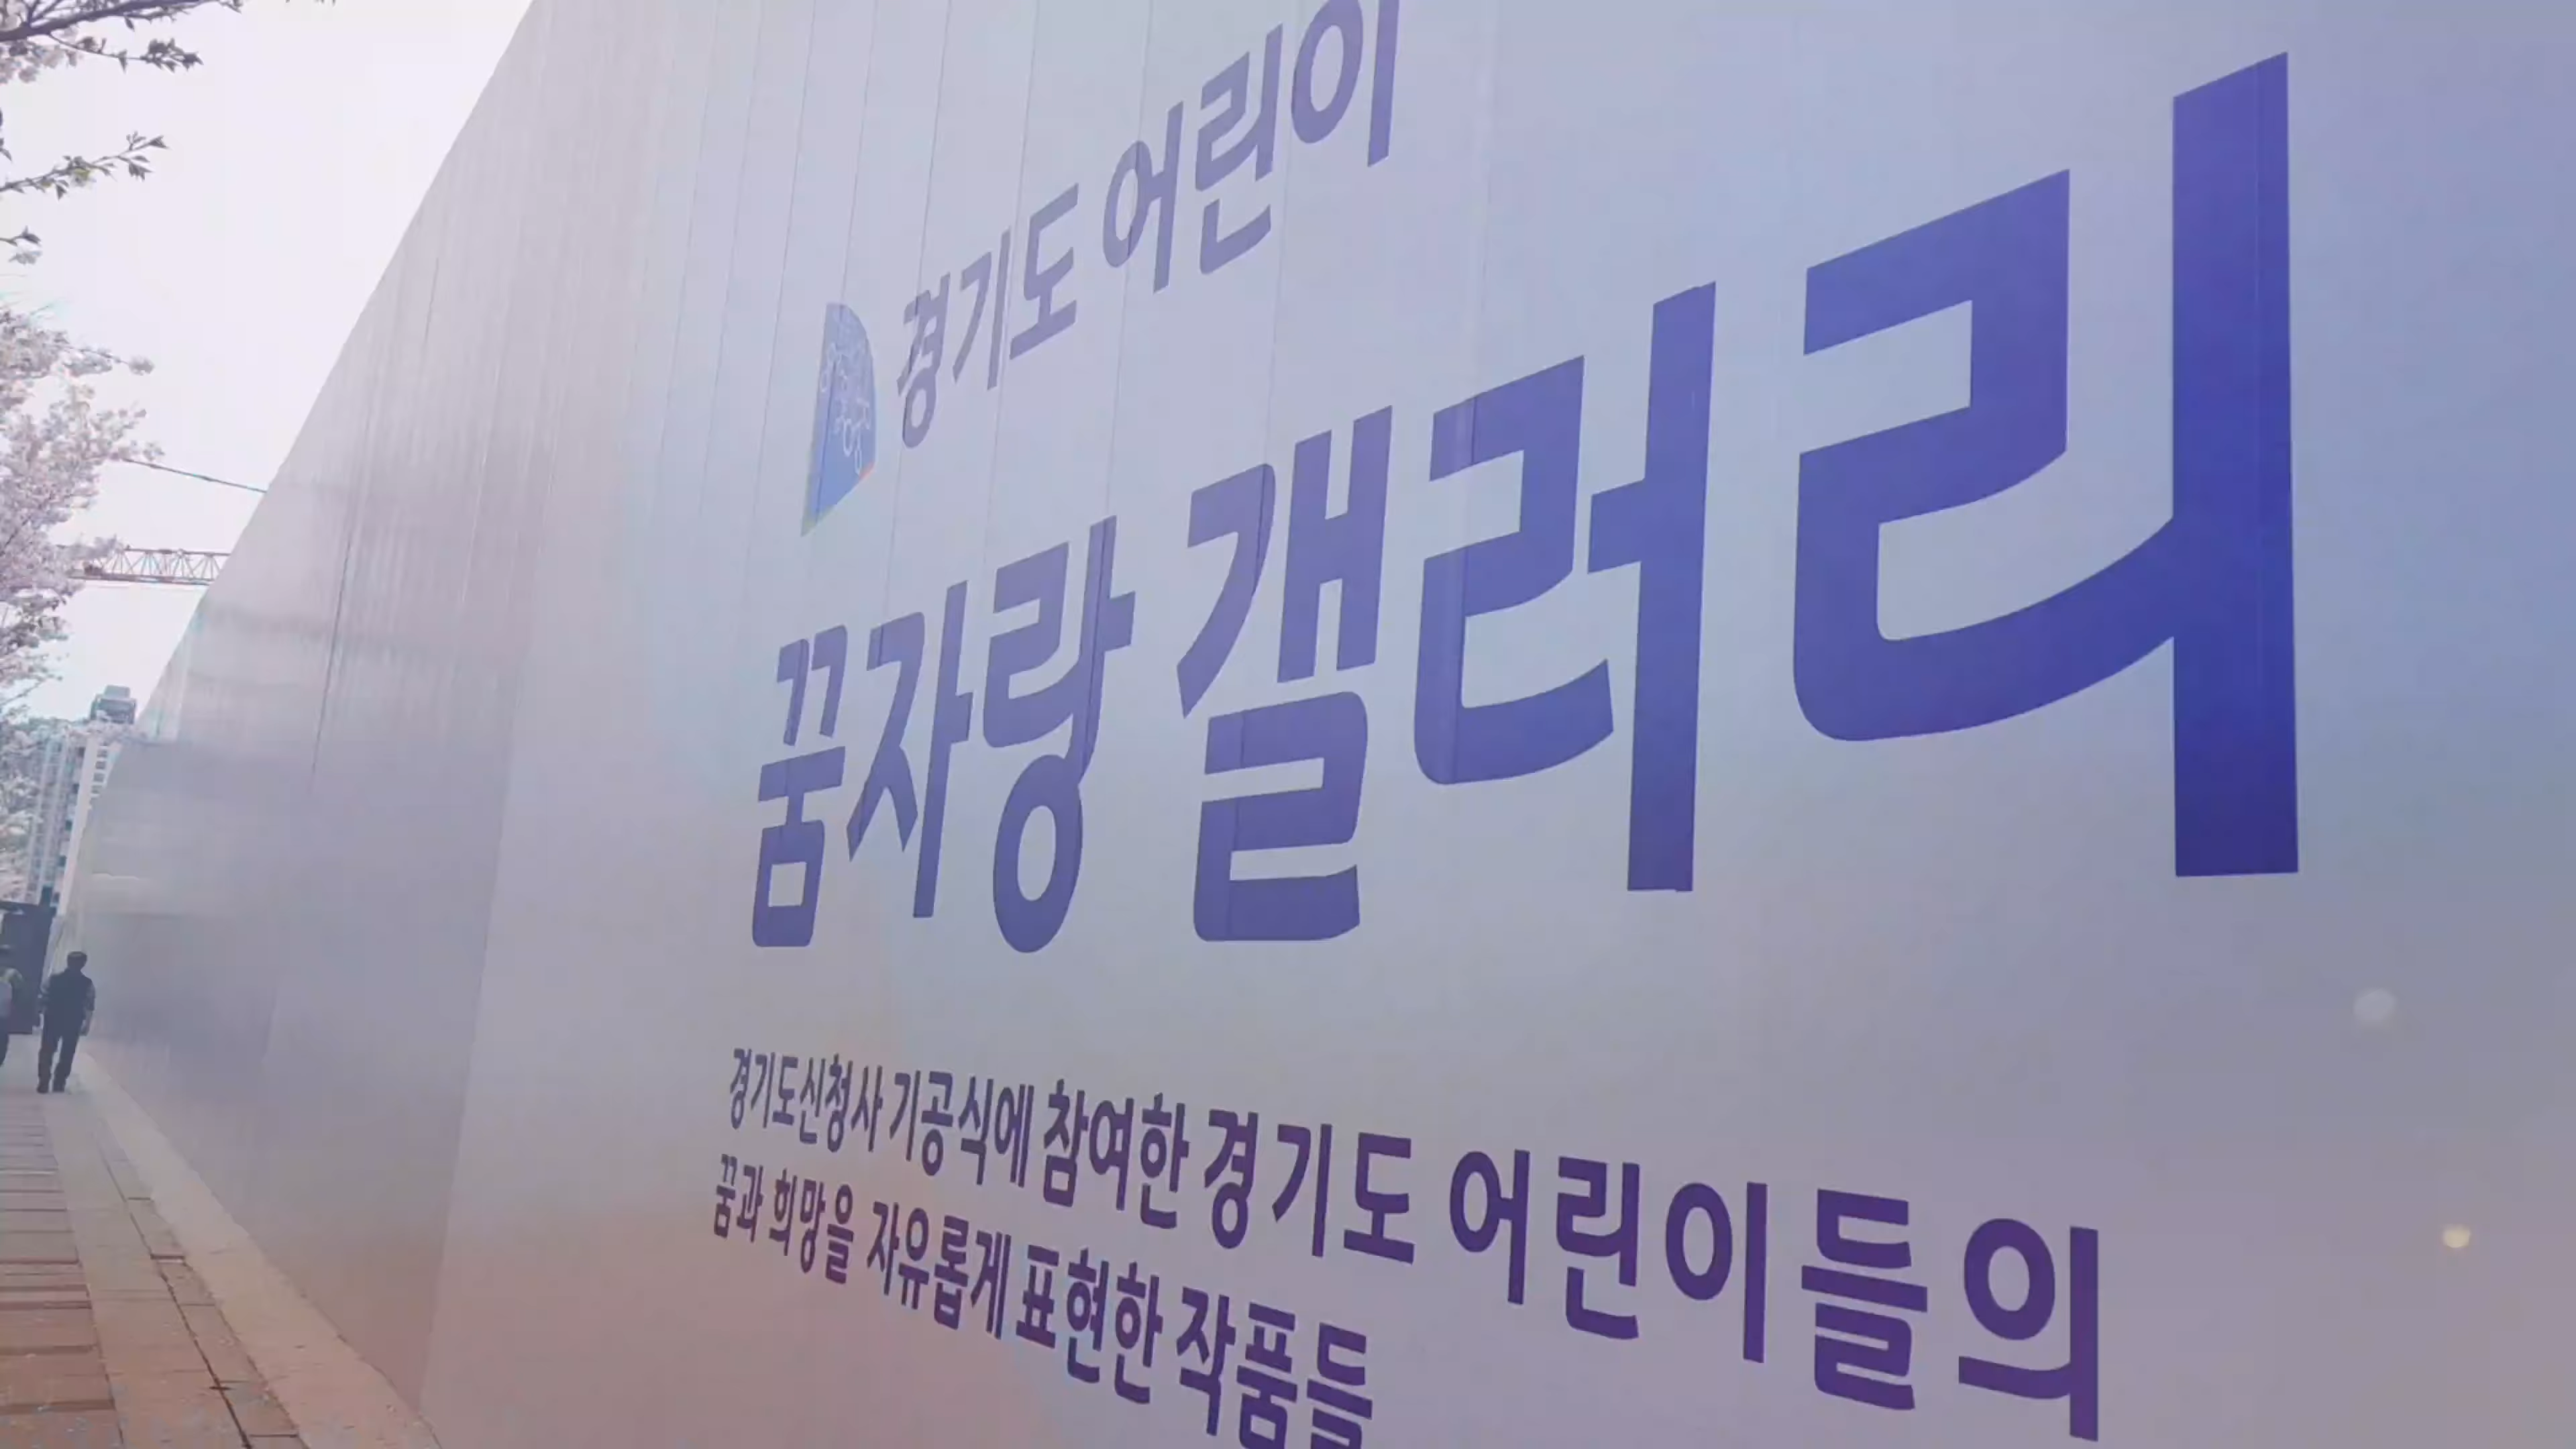 경기도 어린이
꿈자랑 갤러리
경기도신청사 기공식에 참여한 경기도 어린이들의
꿈과 희망을 자유롭게 표현한 작품들